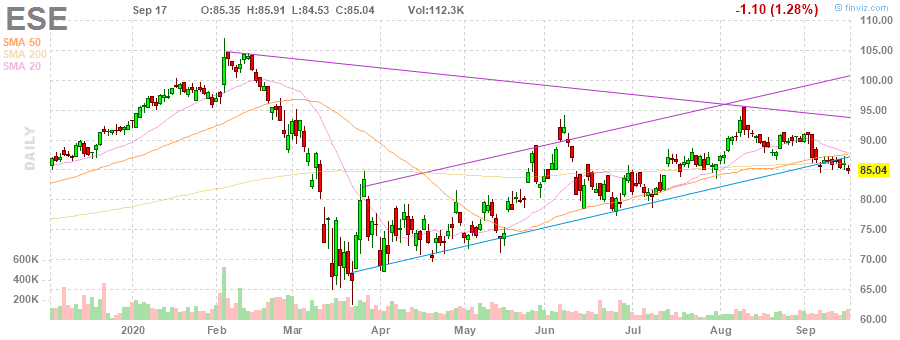 ESE
Sep 17 O:85.35 H:85.91 L:84.53 C:85.04 Vol:112.3K -1.10 (1.28%)
© finviz.com
SMA 50
SMA 200
SMA 20
DAILY
110.00
105.00
100.00
95.00
90.00
85.04
80.00
75.00
70.00
65.00
60.00
600K
400K
200K
2020 Feb Mar Apr May Jun Jul Aug Sep